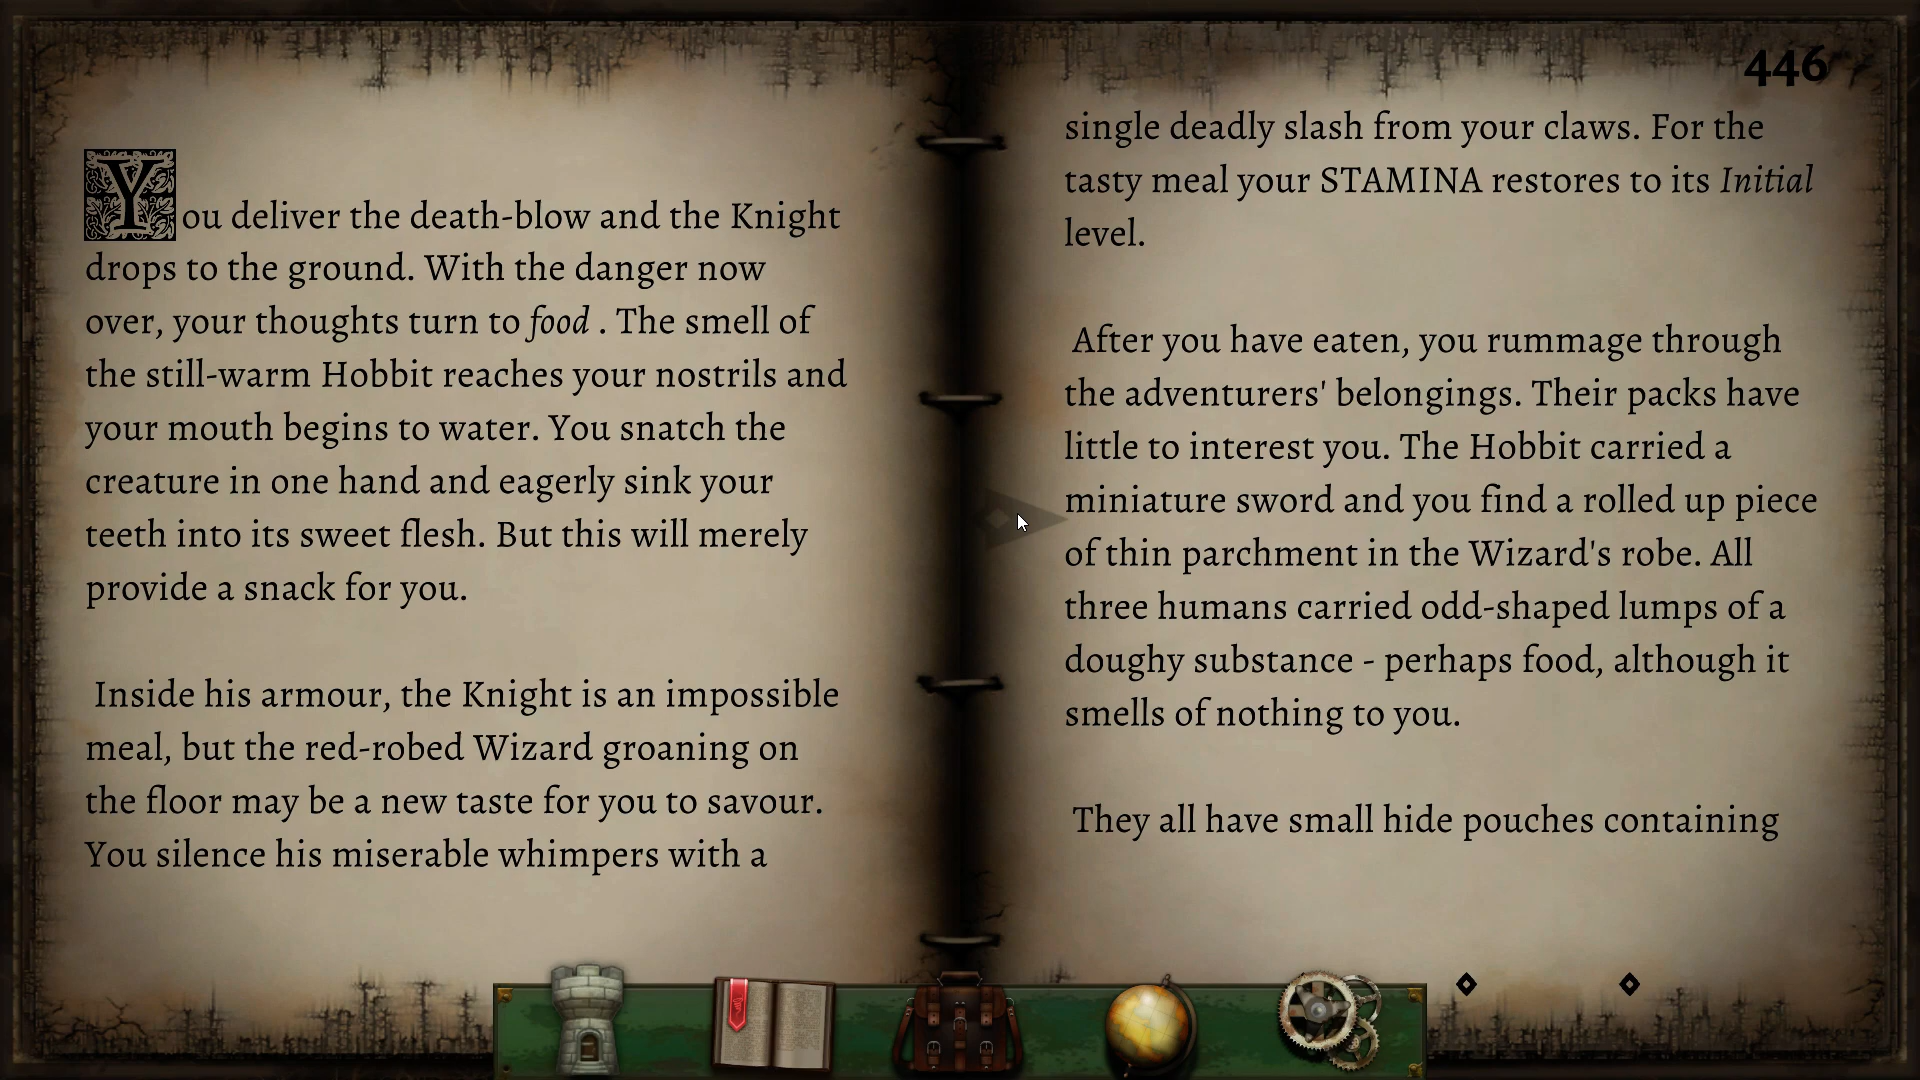 You deliver the death-blow and the Knight
drops to the ground. With the danger now
over, your thoughts turn to food . The smell of
the still-warm Hobbit reaches your nostrils and
your mouth begins to water. You snatch the
creature in one hand and eagerly sink your
teeth into its sweet flesh. But this will merely
provide a snack for you.
Inside his armour, the Knight is an impossible
meal, but the red-robed Wizard groaning on
the floor may be a new taste for you to savour.
You silence his miserable whimpers with a
446
single deadly slash from your claws. For the
tasty meal your STAMINA restores to its Initial
level.
After you have eaten, you rummage through
the adventurers' belongings. Their packs have
little to interest you. The Hobbit carried a
miniature sword and you find a rolled up piece
of thin parchment in the Wizard's robe. All
three humans carried odd-shaped lumps of a
doughy substance - perhaps food, although it
smells of nothing to you.
They all have small hide pouches containing